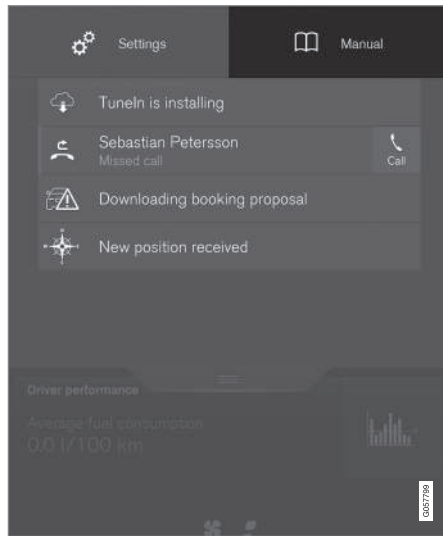 Settings
Manual
TuneIn is installing
Sebastian Petersson
Missed call
Call
Downloading booking proposal
New position received
Driver performance
Average fuel consumption
0.0 l/100 km
G057799